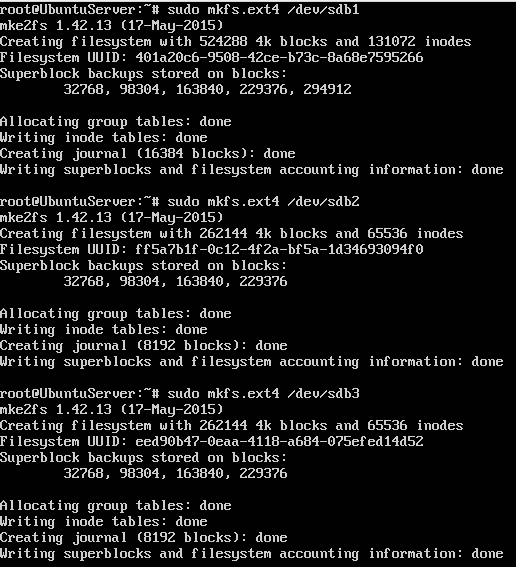 root@UbuntuServer:~# sudo mkfs.ext4 /dev/sdb1
mke2fs 1.42.13 (17-May-2015)
Creating filesystem with 524288 4k blocks and 131072 inodes
Filesystem UUID: 401a20c6-9508-42ce-b73c-8a68e7595266
Superblock backups stored on blocks:
32768, 98304, 163840, 229376, 294912
Allocating group tables: done
Writing inode tables: done
Creating journal (16384 blocks): done
Writing superblocks and filesystem accounting information: done
root@UbuntuServer:~# sudo mkfs.ext4 /dev/sdb2
mke2fs 1.42.13 (17-May-2015)
Creating filesystem with 262144 4k blocks and 65536 inodes
Filesystem UUID: ff5a7b1f-0c12-4f2a-bf5a-1d34693094f0
Superblock backups stored on blocks:
32768, 98304, 163840, 229376
Allocating group tables: done
Writing inode tables: done
Creating journal (8192 blocks): done
Writing superblocks and filesystem accounting information: done
root@UbuntuServer:~# sudo mkfs.ext4 /dev/sdb3
mke2fs 1.42.13 (17-May-2015)
Creating filesystem with 262144 4k blocks and 65536 inodes
Filesystem UUID: eed90b47-0eaa-4118-a684-075efed14d52
Superblock backups stored on blocks:
32768, 98304, 163840, 229376
Allocating group tables: done
Writing inode tables: done
Creating journal (8192 blocks): done
Writing superblocks and filesystem accounting information: done